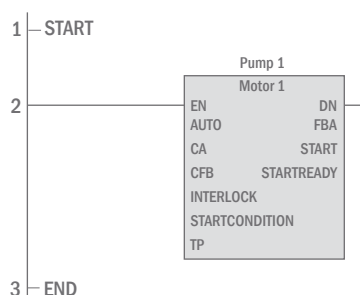 1 START
Pump 1
Motor 1
2 EN DN
AUTO FBA
CA START
CFB STARTREADY
INTERLOCK
STARTCONDITION
TP
3 END